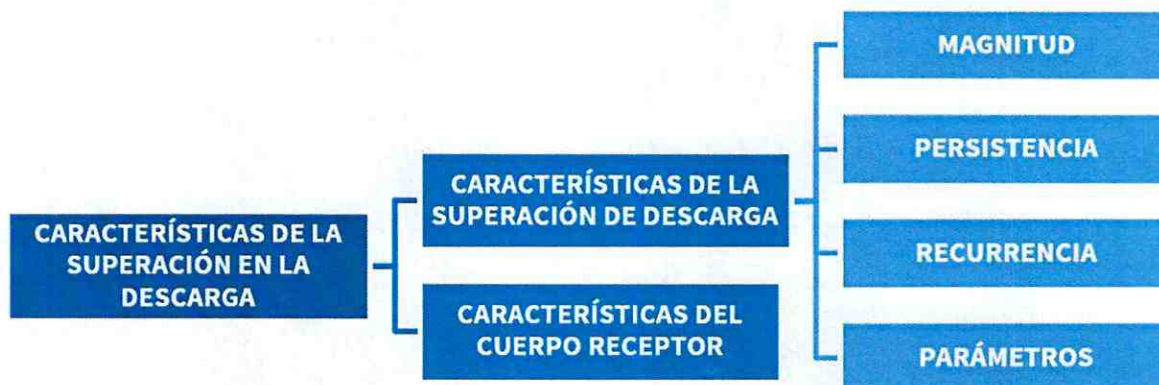 CARACTERÍSTICAS DE LA
SUPERACIÓN EN LA
DESCARGA
CARACTERÍSTICAS DE LA
SUPERACIÓN DE DESCARGA
CARACTERÍSTICAS DEL
CUERPO RECEPTOR
MAGNITUD
PERSISTENCIA
RECURRENCIA
PARÁMETROS